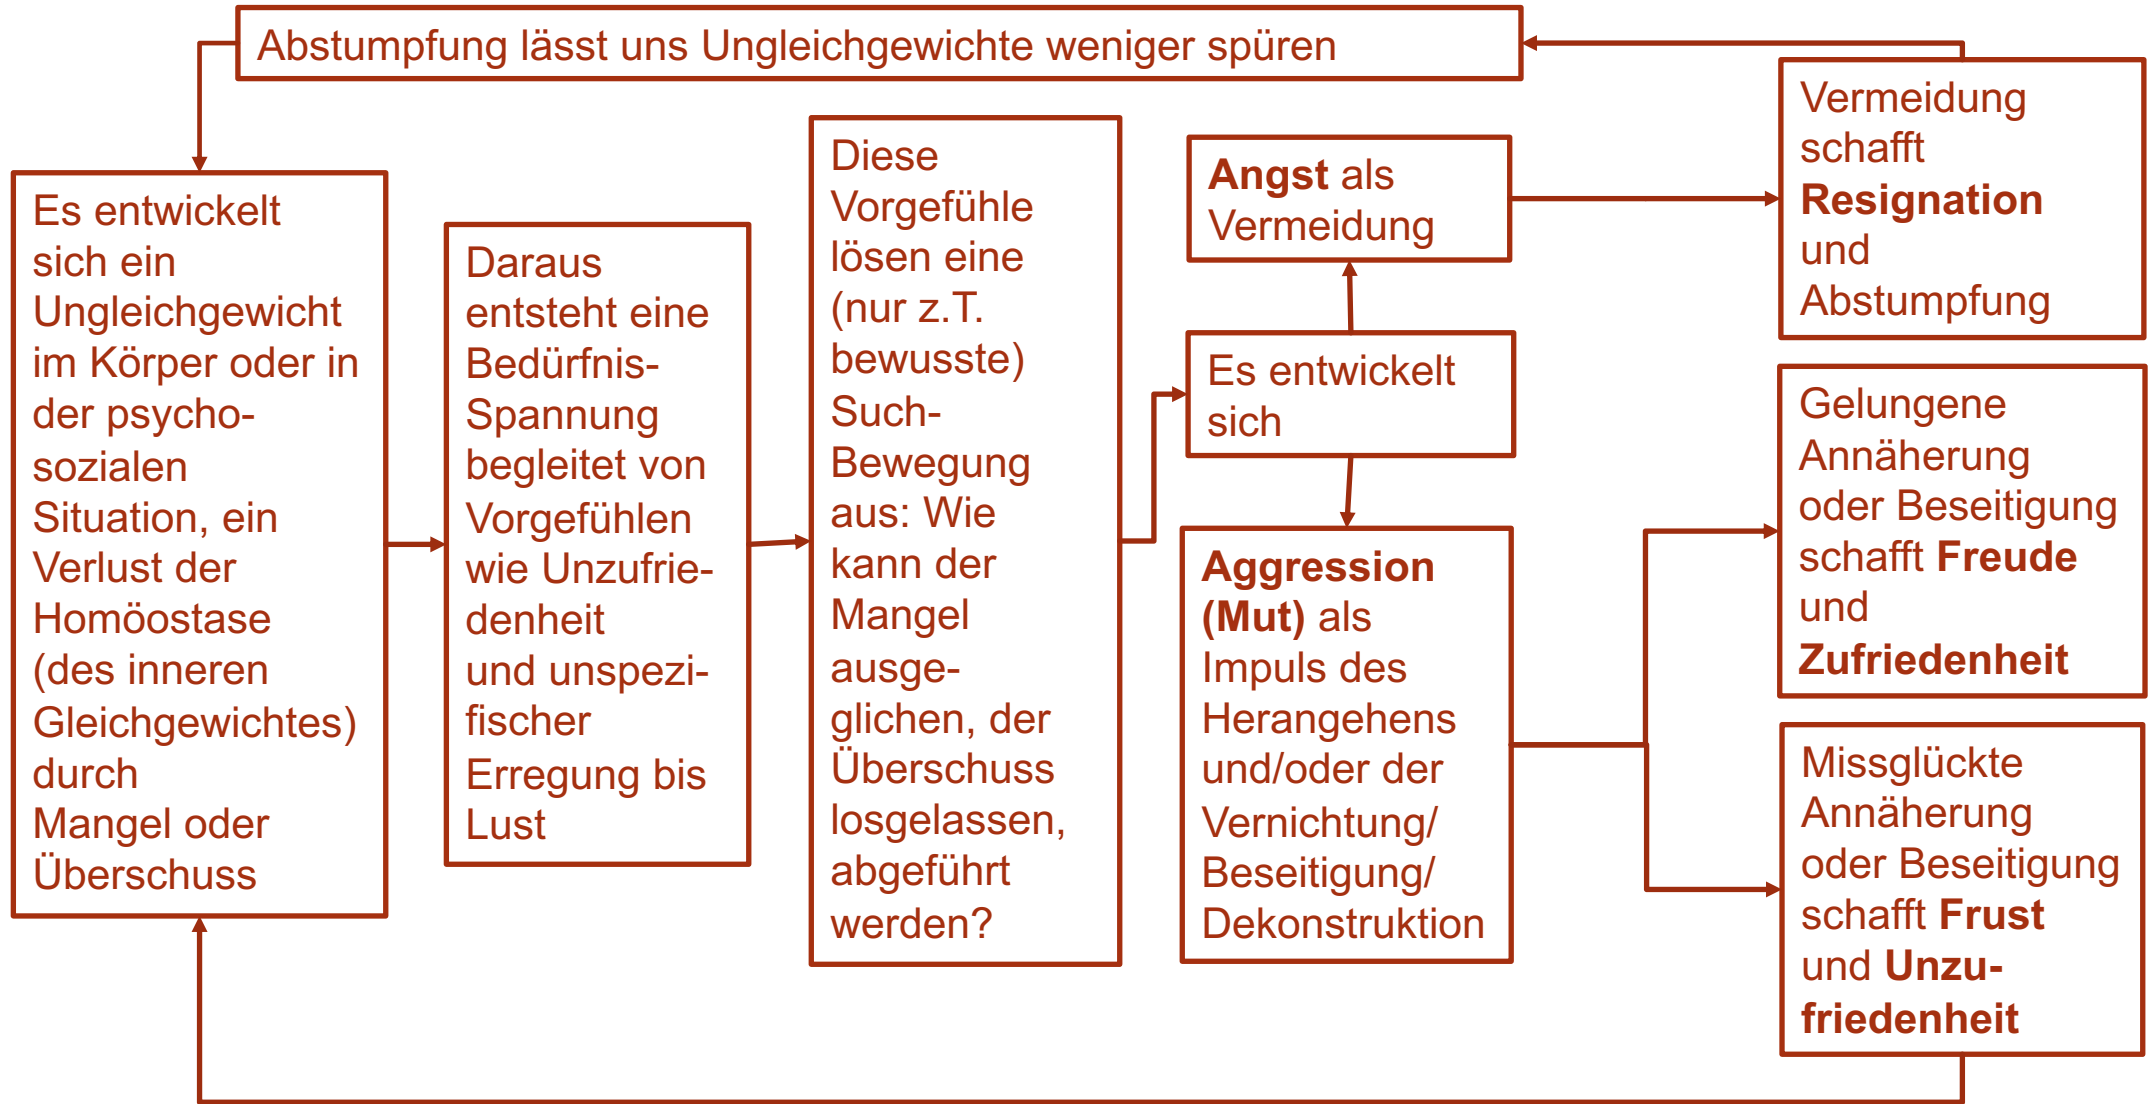 Abstumpfung lässt uns Ungleichgewichte weniger spüren
Es entwickelt
sich ein
Ungleichgewicht
im Körper oder in
der psycho-
sozialen
Situation, ein
Verlust der
Homöostase
(des inneren
Gleichgewichtes)
durch
Mangel oder
Überschuss
Daraus
entsteht eine
Bedürfnis-
Spannung
begleitet von
Vorgefühlen
wie Unzufrie-
denheit
und unspezi-
fischer
Erregung bis
Lust
Diese
Vorgefühle
lösen eine
(nur z.T.
bewusste)
Such-
Bewegung
aus: Wie
kann der
Mangel
ausge-
glichen, der
Überschuss
losgelassen,
abgeführt
werden?
Angst als
Vermeidung
Es entwickelt
sich
Aggression
(Mut) als
Impuls des
Herangehens
und/oder der
Vernichtung/
Beseitigung/
Dekonstruktion
Vermeidung
schafft
Resignation
und
Abstumpfung
Gelungene
Annäherung
oder Beseitigung
schafft Freude
und
Zufriedenheit
Missglückte
Annäherung
oder Beseitigung
schafft Frust
und Unzu-
friedenheit